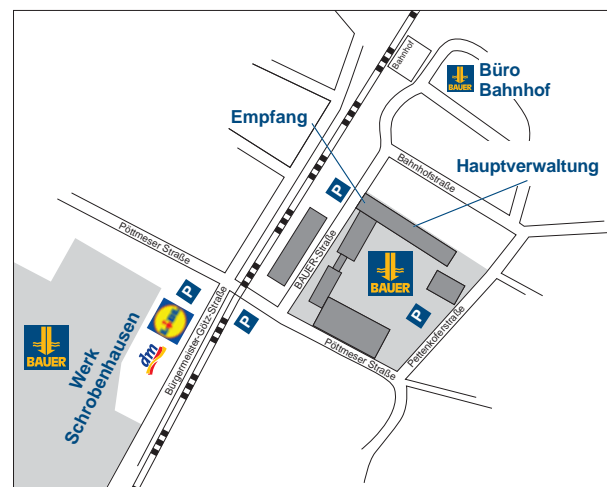 Bahnhof
BAUER
Büro
Bahnhof
Empfang
Bahnhofstraße
Hauptverwaltung
P
Pöttmeser Straße
BAUER-Straße
BAUER
P
P
LIDL
P
Pettenkoferstraße
BAUER
Werk
Schrobenhausen
dm
Bürgermeister-Götz-Straße
Pöttmeser Straße